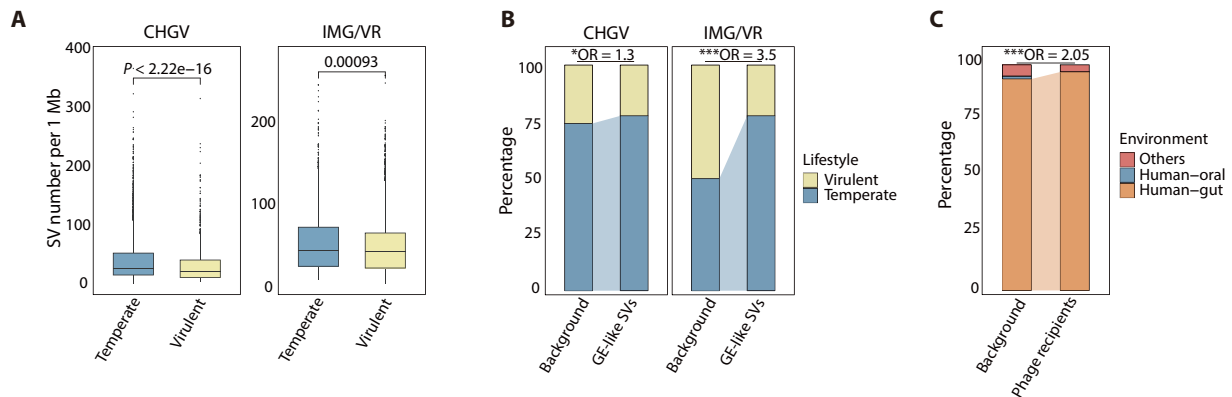 A
CHGV
IMG/VR
SV number per 1 Mb
400
300
200
100
0
P < 2.22e−16
200
100
0
0.00093
Temperate
Virulent
Temperate
Virulent
B
CHGV
IMG/VR
Percentage
100
75
50
25
0
*OR = 1.3
***OR = 3.5
Background
GE-like SVs
Background
GE-like SVs
Lifestyle
Virulent
Temperate
C
Percentage
100
75
50
25
0
***OR = 2.05
Background
Phage recipients
Environment
Others
Human−oral
Human−gut